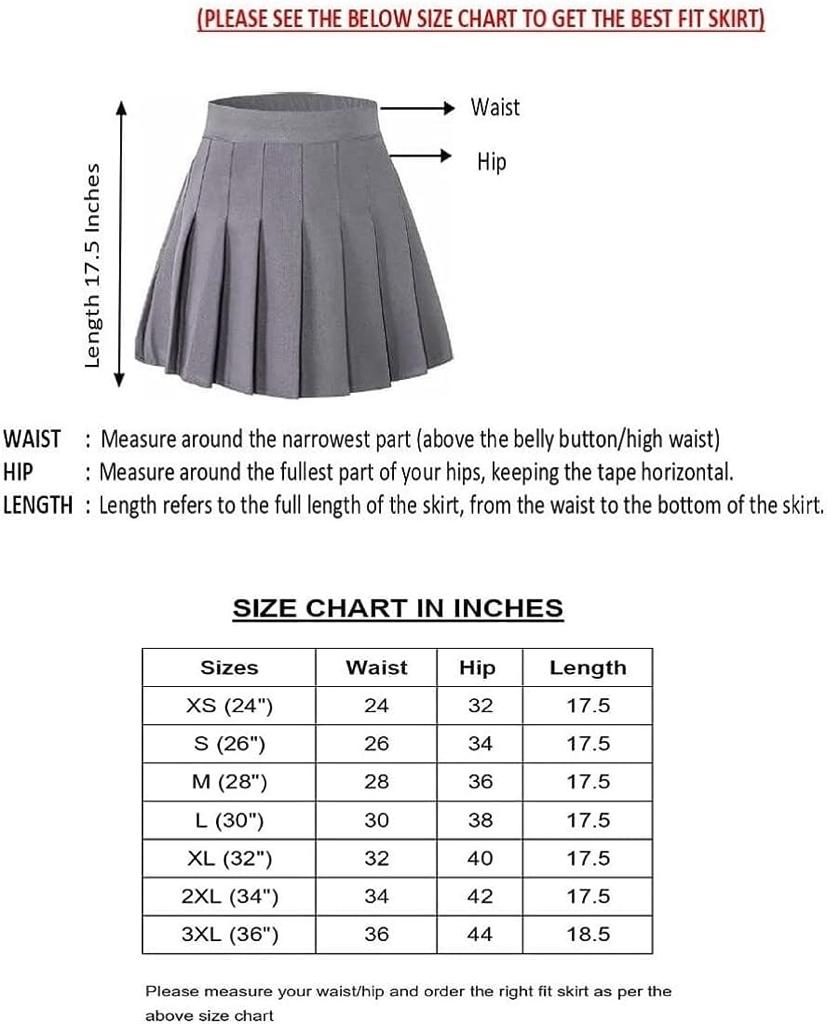 (PLEASE SEE THE BELOW SIZE CHART TO GET THE BEST FIT SKIRT)
Waist
Hip
Length 17.5 Inches
WAIST : Measure around the narrowest part (above the belly button/high waist)
HIP : Measure around the fullest part of your hips, keeping the tape horizontal.
LENGTH : Length refers to the full length of the skirt, from the waist to the bottom of the skirt.
SIZE CHART IN INCHES
Sizes Waist Hip Length
XS (24") 24 32 17.5
S (26") 26 34 17.5
M (28") 28 36 17.5
L (30") 30 38 17.5
XL (32") 32 40 17.5
2XL (34") 34 42 17.5
3XL (36") 36 44 18.5
Please measure your waist/hip and order the right fit skirt as per the
above size chart